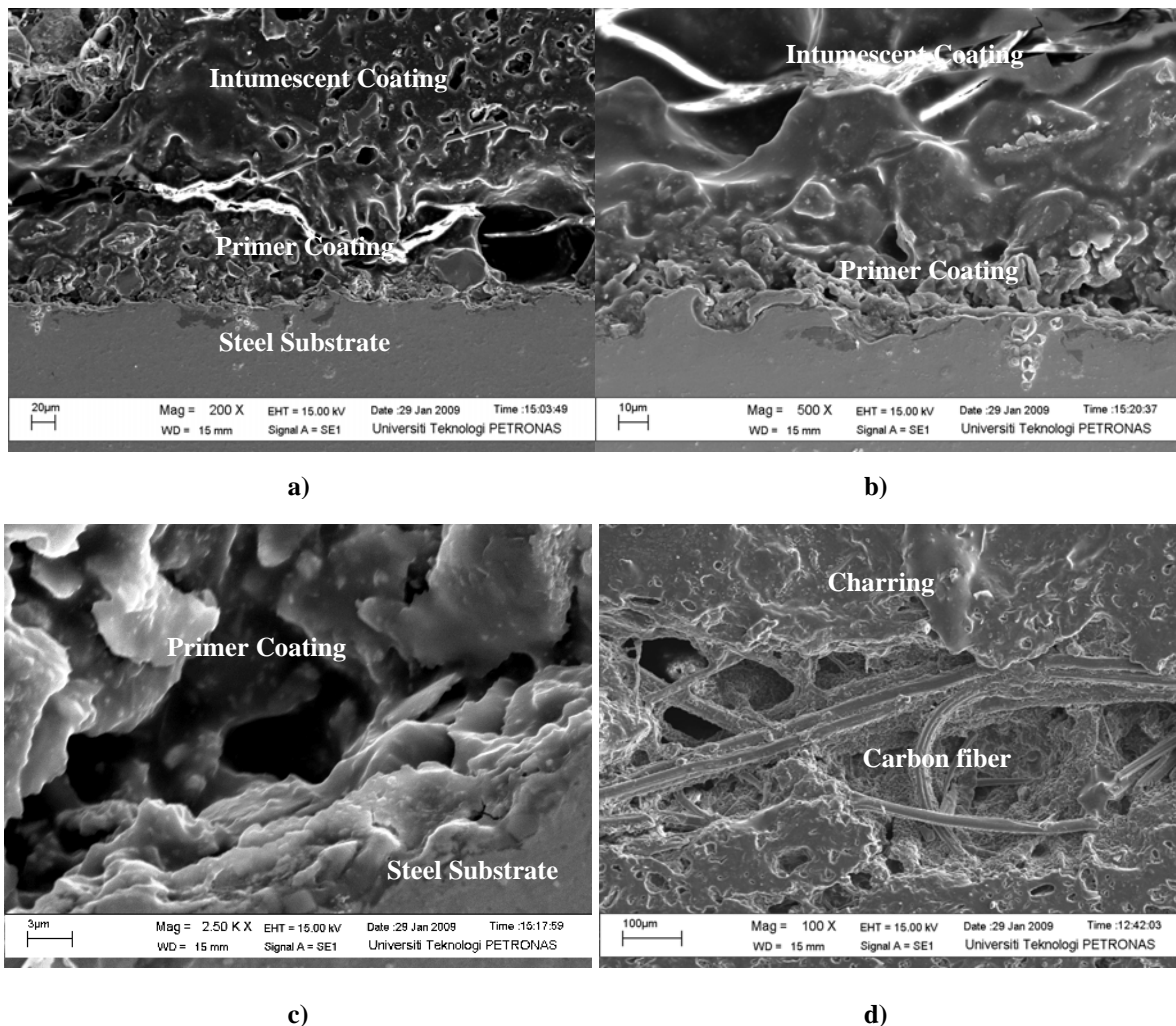 Intumescent Coating
Primer Coating
Steel Substrate
20µm
Mag = 200 X
EHT = 15.00 kV
Date :29 Jan 2009
Time :15:03:49
WD = 15 mm
Signal A = SE1
Universiti Teknologi PETRONAS
a)
Intumescent Coating
Primer Coating
10µm
Mag = 500 X
EHT = 15.00 kV
Date :29 Jan 2009
Time :15:20:37
WD = 15 mm
Signal A = SE1
Universiti Teknologi PETRONAS
b)
Primer Coating
Steel Substrate
3µm
Mag = 2.50 K X
EHT = 15.00 kV
Date :29 Jan 2009
Time :15:17:59
WD = 15 mm
Signal A = SE1
Universiti Teknologi PETRONAS
c)
Charring
Carbon fiber
100µm
Mag = 100 X
EHT = 15.00 kV
Date :29 Jan 2009
Time :12:42:03
WD = 15 mm
Signal A = SE1
Universiti Teknologi PETRONAS
d)